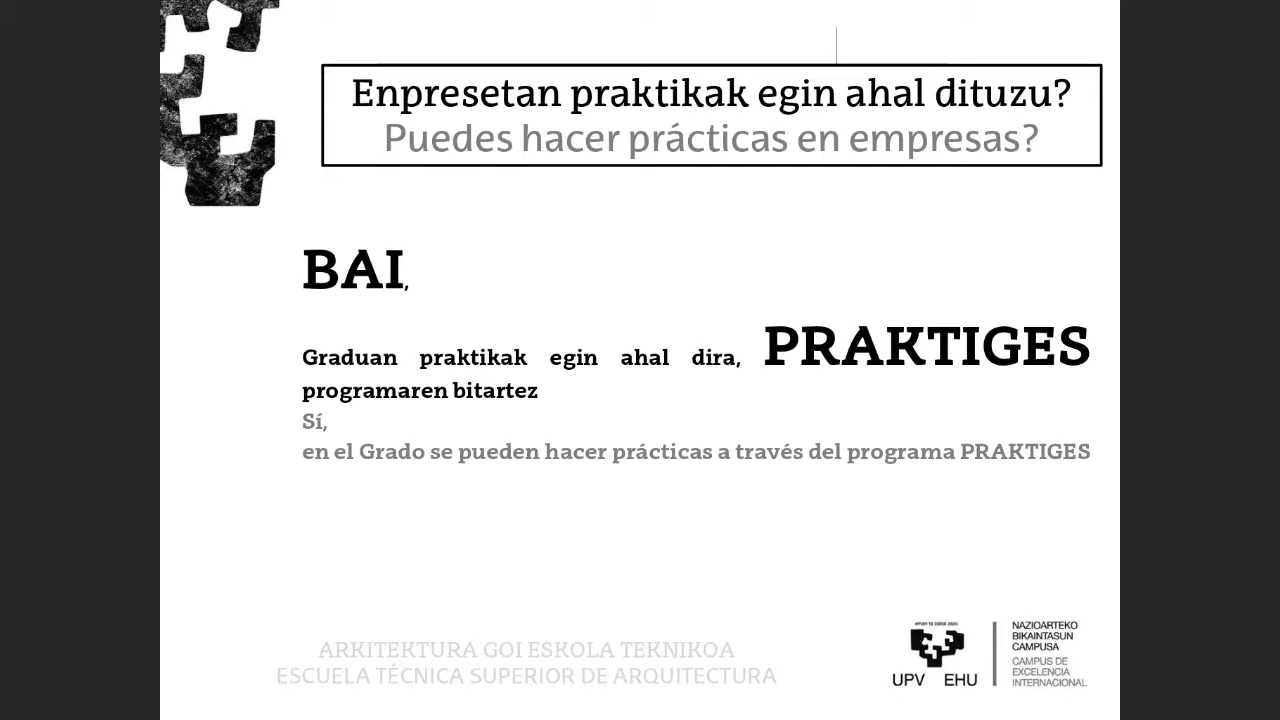 Enpresetan praktikak egin ahal dituzu?
Puedes hacer prácticas en empresas?
BAI,
Graduan praktikak egin ahal dira, PRAKTIGES
programaren bitartez
Sí,
en el Grado se pueden hacer prácticas a través del programa PRAKTIGES
ARKITEKTURA GOI ESKOLA TEKNIKOA
ESCUELA TÉCNICA SUPERIOR DE ARQUITECTURA
eman ta zabal zazu
UPV EHU
NAZIOARTEKO
BIKAINTASUN
CAMPUSA
CAMPUS DE
EXCELENCIA
INTERNACIONAL